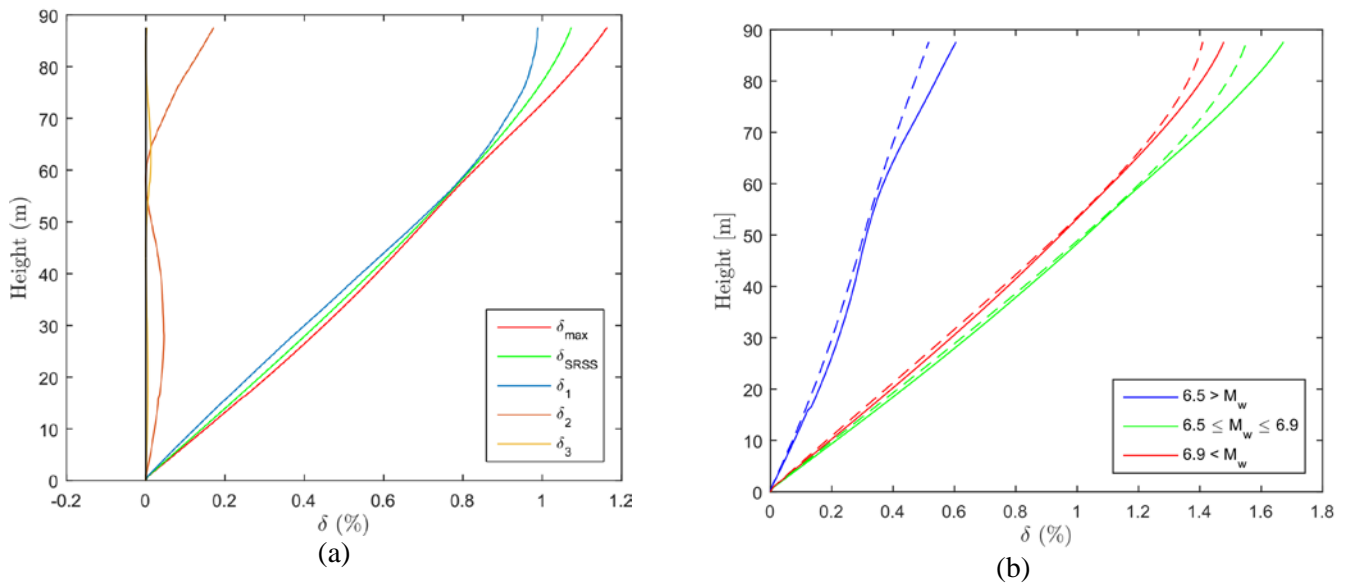 90
80
70
60
50
40
30
20
10
0
Height (m)
-0.2 0 0.2 0.4 0.6 0.8 1 1.2
δ (%)
δmax
δSRSS
δ1
δ2
δ3
(a)
90
80
70
60
50
40
30
20
10
0
Height [m]
0 0.2 0.4 0.6 0.8 1 1.2 1.4 1.6 1.8
δ (%)
6.5 > Mw
6.5 ≤ Mw ≤ 6.9
6.9 < Mw
(b)